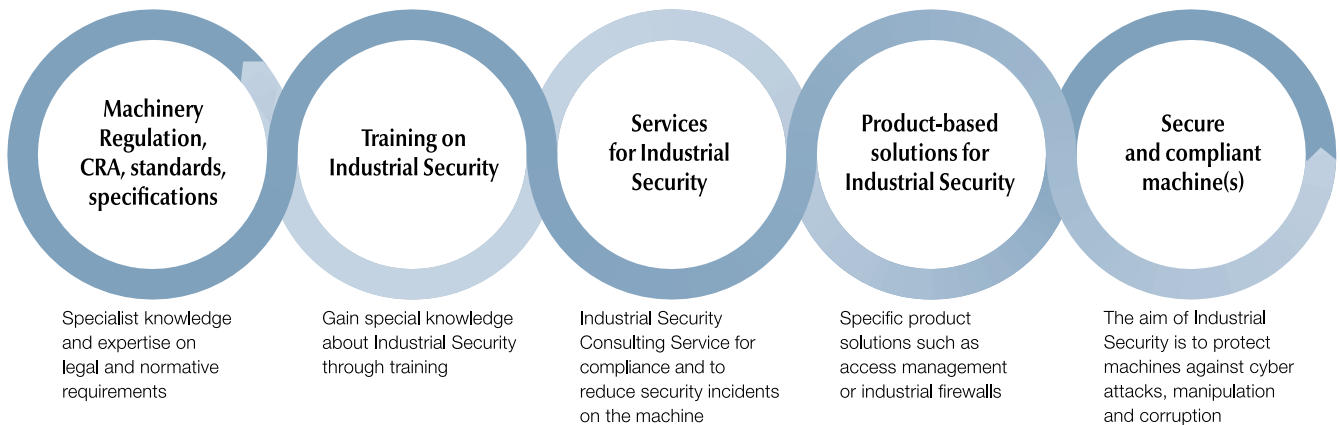 Machinery
Regulation,
CRA, standards,
specifications
Training on
Industrial Security
Services
for Industrial
Security
Product-based
solutions for
Industrial Security
Secure
and compliant
machine(s)
Specialist knowledge
and expertise on
legal and normative
requirements
Gain special knowledge
about Industrial Security
through training
Industrial Security
Consulting Service for
compliance and to
reduce security incidents
on the machine
Specific product
solutions such as
access management
or industrial firewalls
The aim of Industrial
Security is to protect
machines against cyber
attacks, manipulation
and corruption